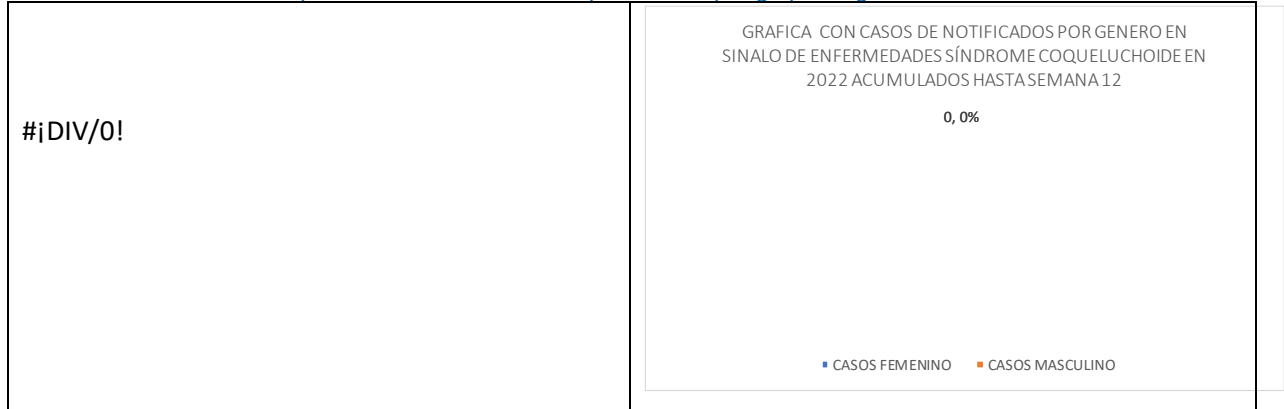 #¡DIV/0!
GRAFICA CON CASOS DE NOTIFICADOS POR GENERO EN
SINALO DE ENFERMEDADES SÍNDROME COQUELUCHOIDE EN
2022 ACUMULADOS HASTA SEMANA 12
0, 0%
CASOS FEMENINO CASOS MASCULINO